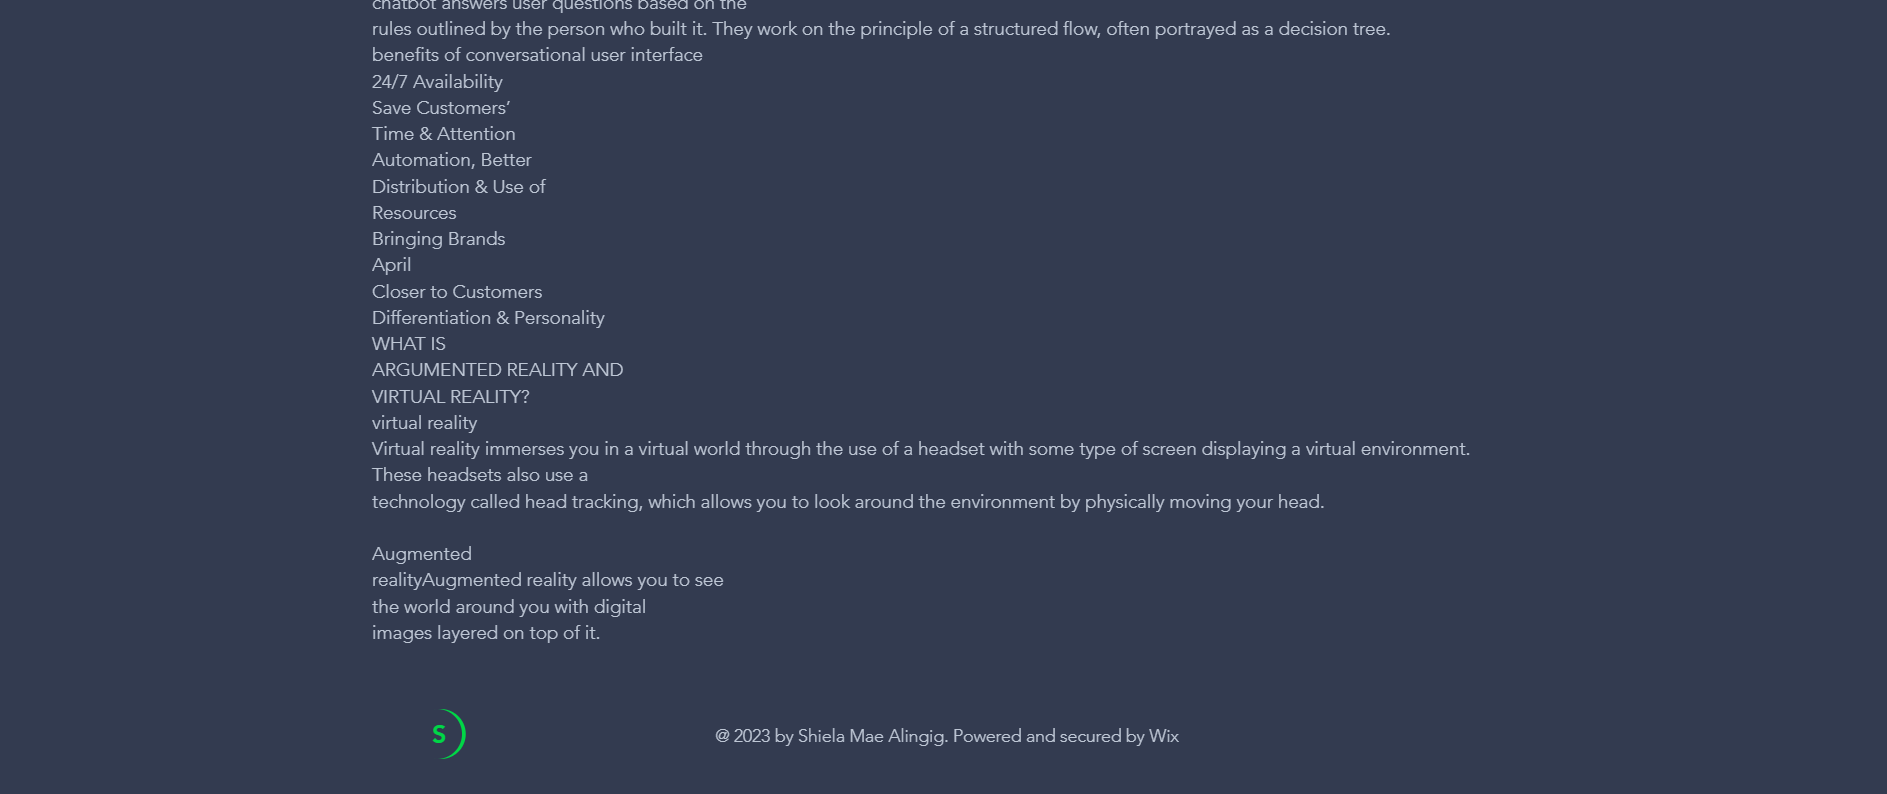 chatbot answers user questions based on the
rules outlined by the person who built it. They work on the principle of a structured flow, often portrayed as a decision tree.
benefits of conversational user interface
24/7 Availability
Save Customers’
Time & Attention
Automation, Better
Distribution & Use of
Resources
Bringing Brands
April
Closer to Customers
Differentiation & Personality
WHAT IS
ARGUMENTED REALITY AND
VIRTUAL REALITY?
virtual reality
Virtual reality immerses you in a virtual world through the use of a headset with some type of screen displaying a virtual environment.
These headsets also use a
technology called head tracking, which allows you to look around the environment by physically moving your head.
Augmented
realityAugmented reality allows you to see
the world around you with digital
images layered on top of it.
S
@ 2023 by Shiela Mae Alingig. Powered and secured by Wix